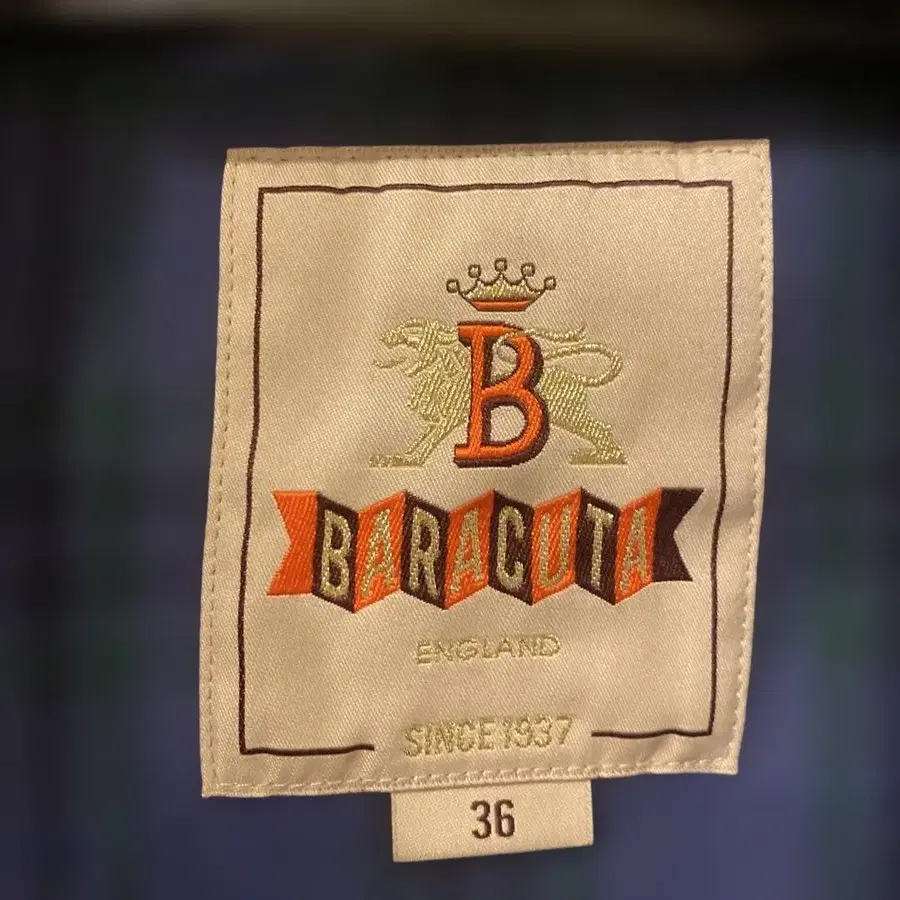 B
BARACUTA
ENGLAND
SINCE 1937
36